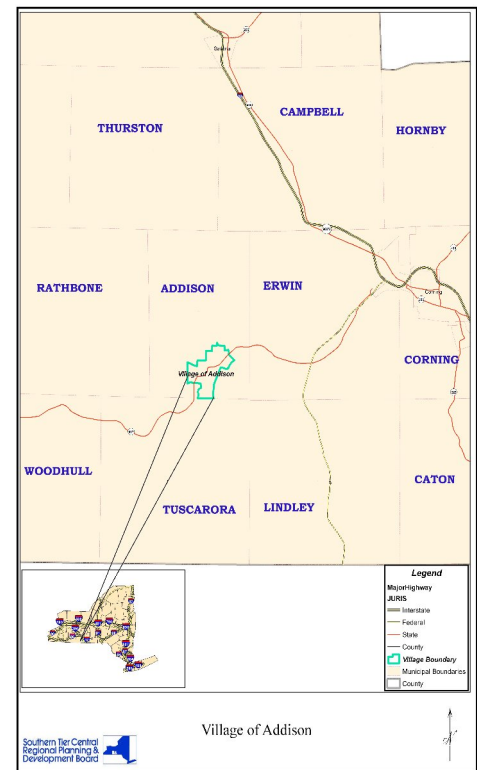 THURSTON
CAMPBELL
HORNBY
RATHBONE
ADDISON
ERWIN
Village of Addison
Corning
CORNING
WOODHULL
CATON
TUSCARORA
LINDLEY
Legend
MajorHighway
JURIS
Interstate
Federal
State
County
Village Boundary
Municipal Boundaries
County
Village of Addison
Southern Tier Central
Regional Planning &
Development Board
N